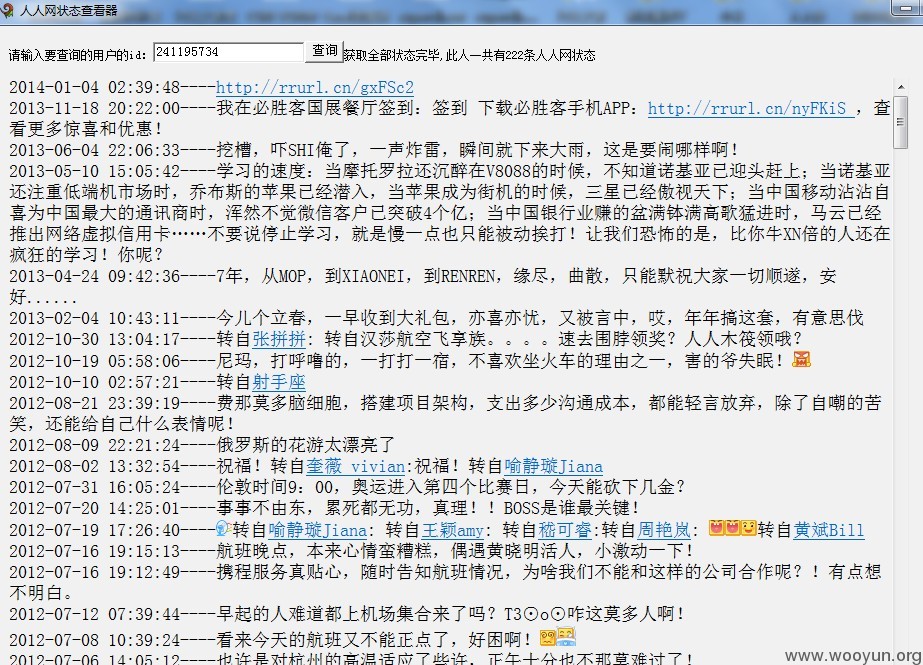 人人网状态查看器
请输入要查询的用户的id: 241195734 查询 获取全部状态完毕,此人一共有222条人人网状态
2014-01-04 02:39:48----http://rrurl.cn/gxFSc2
2013-11-18 20:22:00----我在必胜客国展餐厅签到：签到 下载必胜客手机APP：http://rrurl.cn/nyFKiS ，查
看更多惊喜和优惠！
2013-06-04 22:06:33----挖槽，吓SHI俺了，一声炸雷，瞬间就下来大雨，这是要闹哪样啊！
2013-05-10 15:05:42----学习的速度：当摩托罗拉还沉醉在V8088的时候，不知道诺基亚已迎头赶上；当诺基亚
还注重低端机市场时，乔布斯的苹果已经潜入，当苹果成为街机的时候，三星已经傲视天下；当中国移动沾沾自
喜为中国最大的通讯商时，浑然不觉微信客户已突破4个亿；当中国银行业赚的盆满钵满高歌猛进时，马云已经
推出网络虚拟信用卡……不要说停止学习，就是慢一点也只能被动挨打！让我们恐怖的是，比你牛XN倍的人还在
疯狂的学习！你呢？
2013-04-24 09:42:36----7年，从MOP，到XIAONEI，到RENREN，缘尽，曲散，只能默祝大家一切顺遂，安
好......
2013-02-04 10:43:11----今儿个立春，一早收到大礼包，亦喜亦忧，又被言中，哎，年年搞这套，有意思伐
2012-10-30 13:04:17----转自张拼拼: 转自汉莎航空飞享族。。。。速去围脖领奖？人人木筏领哦？
2012-10-19 05:58:06----尼玛，打呼噜的，一打打一宿，不喜欢坐火车的理由之一，害的爷失眠！
2012-10-10 02:57:21----转自射手座
2012-08-21 23:39:19----费那莫多脑细胞，搭建项目架构，支出多少沟通成本，都能轻言放弃，除了自嘲的苦
笑，还能给自己什么表情呢！
2012-08-09 22:21:24----俄罗斯的花游太漂亮了
2012-08-02 13:32:54----祝福！转自奎薇 vivian:祝福！转自喻静璇Jiana
2012-07-31 16:05:24----伦敦时间9：00，奥运进入第四个比赛日，今天能砍下几金？
2012-07-20 14:25:01----事事不由东，累死都无功，真理！！BOSS是谁最关键！
2012-07-19 17:26:40----转自喻静璇Jiana: 转自王颖amy: 转自嵇可睿:转自周艳岚: 转自黄斌Bill
2012-07-16 19:15:13----航班晚点，本来心情蛮糟糕，偶遇黄晓明活人，小激动一下！
2012-07-16 19:12:49----携程服务真贴心，随时告知航班情况，为啥我们不能和这样的公司合作呢？！有点想
不明白。
2012-07-12 07:39:44----早起的人难道都上机场集合来了吗？T3⊙o⊙咋这莫多人啊！
2012-07-08 10:39:24----看来今天的航班又不能正点了，好困啊！
2012-07-06 14:05:12----也许是对杭州的高温适应了些许，正午十分也不那莫难过了！
www.wooyun.org